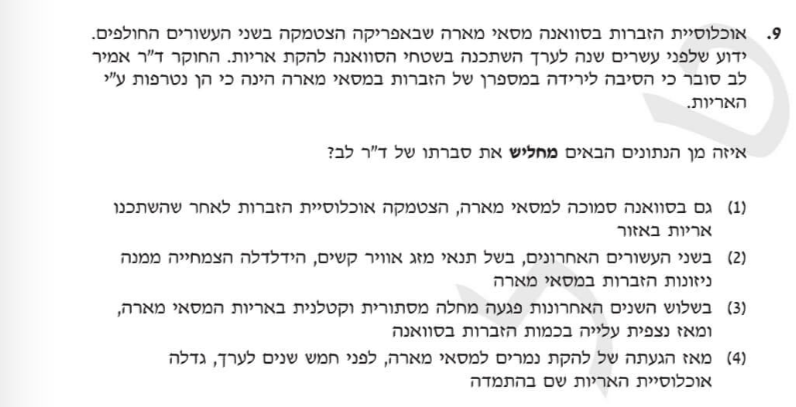 9. אוכלוסיית הזברות בסוואנה מסאי מארה שבאפריקה הצטמקה בשני העשורים החולפים.
ידוע שלפני עשרים שנה לערך השתכנה בשטחי הסוואנה להקת אריות. החוקר ד"ר אמיר
לב סובר כי הסיבה לירידה במספרן של הזברות במסאי מארה הינה כי הן נטרפות ע"י
האריות.
איזה מן הנתונים הבאים מחליש את סברתו של ד"ר לב?
(1) גם בסוואנה סמוכה למסאי מארה, הצטמקה אוכלוסיית הזברות לאחר שהשתכנו
אריות באזור
(2) בשני העשורים האחרונים, בשל תנאי מזג אוויר קשים, הידלדלה הצמחייה ממנה
ניזונות הזברות במסאי מארה
(3) בשלוש השנים האחרונות פגעה מחלה מסתורית וקטלנית באריות המסאי מארה,
ומאז נצפית עלייה בכמות הזברות בסוואנה
(4) מאז הגעתה של להקת נמרים למסאי מארה, לפני חמש שנים לערך, גדלה
אוכלוסיית האריות שם בהתמדה